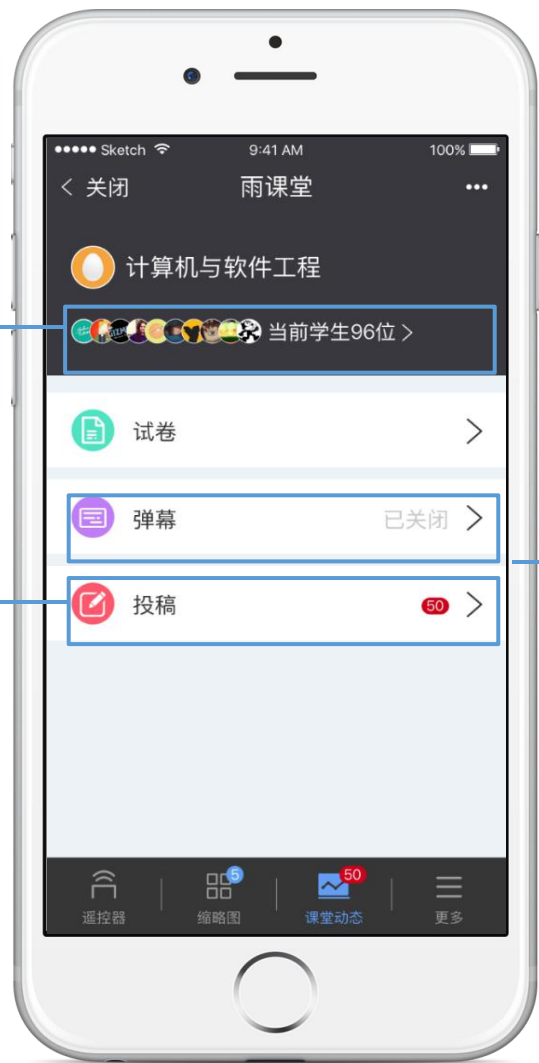 Sketch 9:41 AM 100%
关闭 雨课堂
计算机与软件工程
当前学生96位
试卷
弹幕 已关闭
投稿 50
5 50
遥控器 缩略图 课堂动态 更多